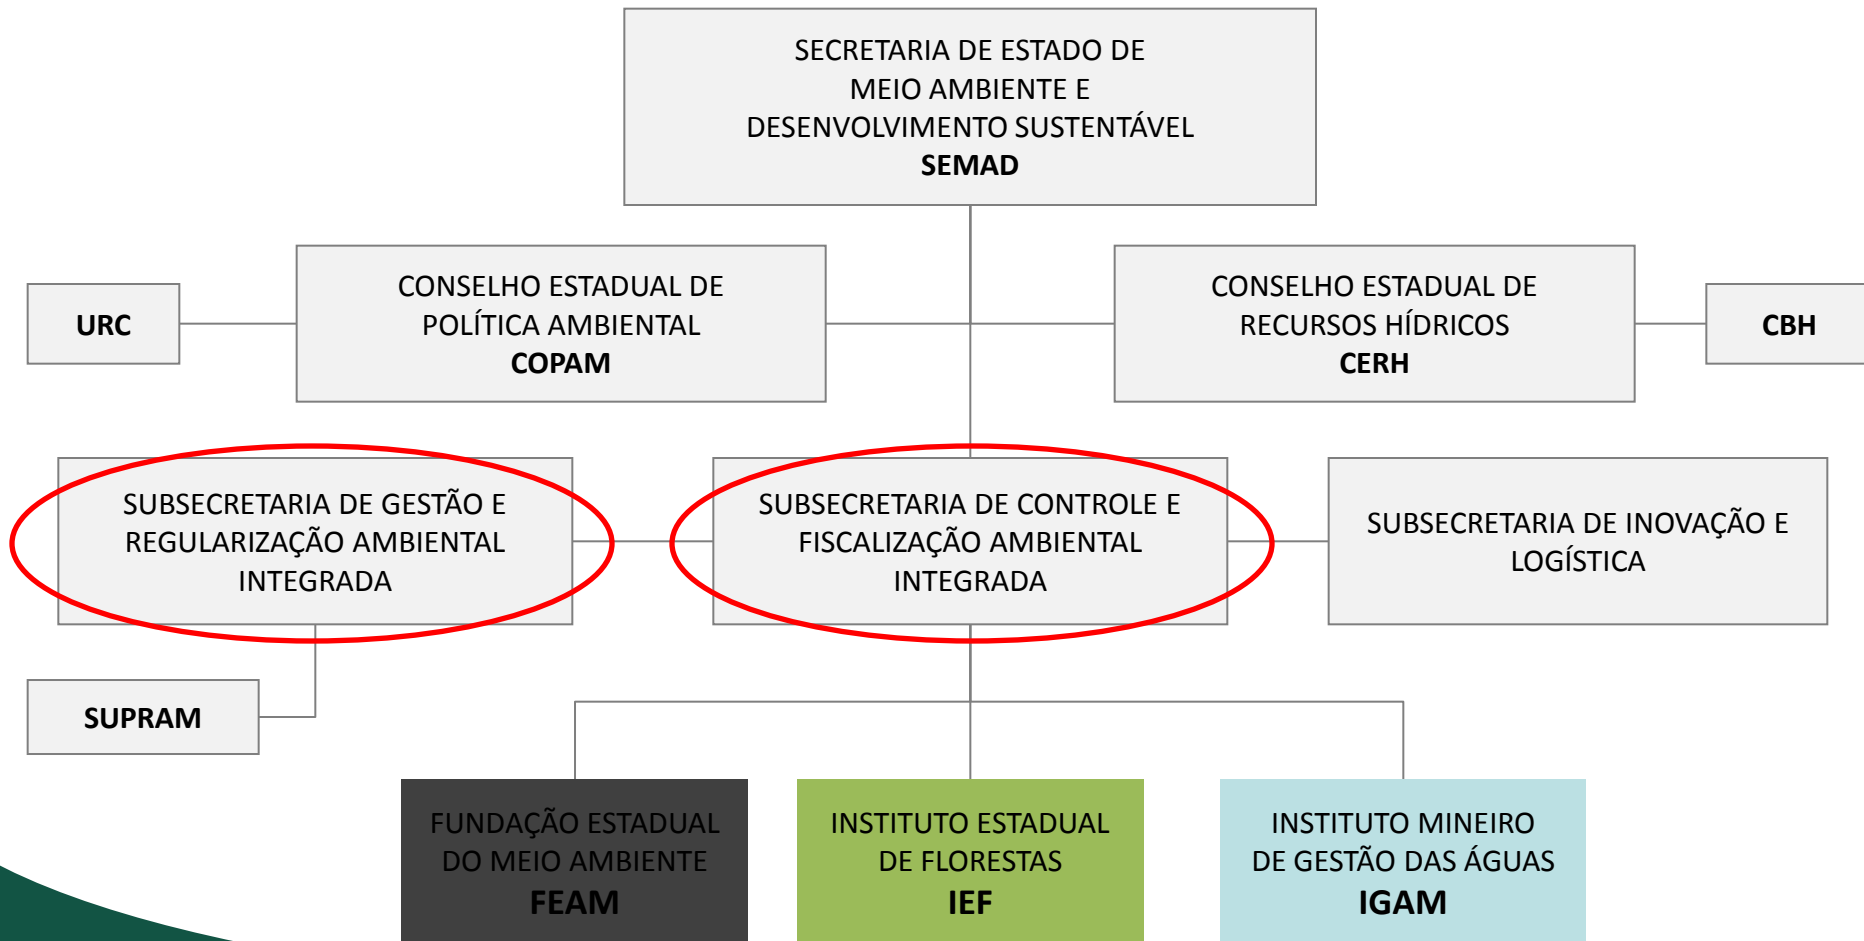 SECRETARIA DE ESTADO DE
MEIO AMBIENTE E
DESENVOLVIMENTO SUSTENTÁVEL
SEMAD
URC
CONSELHO ESTADUAL DE
POLÍTICA AMBIENTAL
COPAM
CONSELHO ESTADUAL DE
RECURSOS HÍDRICOS
CERH
CBH
SUBSECRETARIA DE GESTÃO E
REGULARIZAÇÃO AMBIENTAL
INTEGRADA
SUBSECRETARIA DE CONTROLE E
FISCALIZAÇÃO AMBIENTAL
INTEGRADA
SUBSECRETARIA DE INOVAÇÃO E
LOGÍSTICA
SUPRAM
FUNDAÇÃO ESTADUAL
DO MEIO AMBIENTE
FEAM
INSTITUTO ESTADUAL
DE FLORESTAS
IEF
INSTITUTO MINEIRO
DE GESTÃO DAS ÁGUAS
IGAM